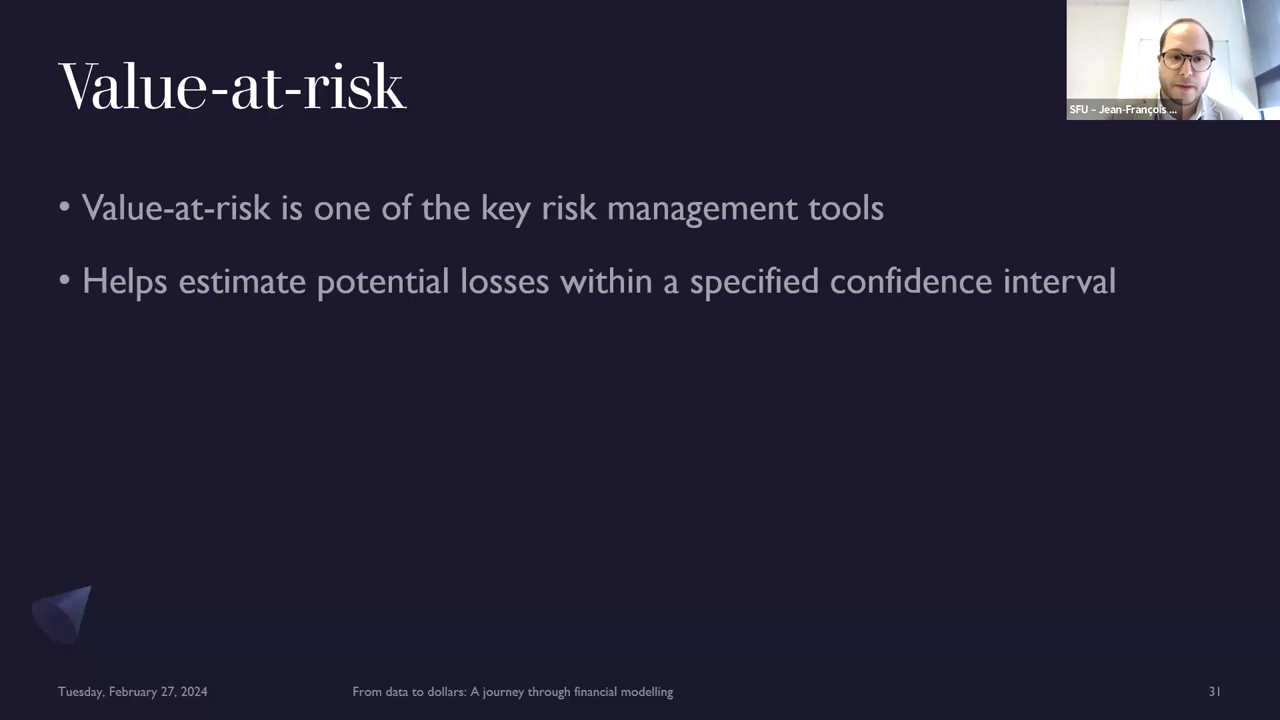 Value-at-risk
SFU – Jean-François ...
• Value-at-risk is one of the key risk management tools
• Helps estimate potential losses within a specified confidence interval
Tuesday, February 27, 2024
From data to dollars: A journey through financial modelling
31